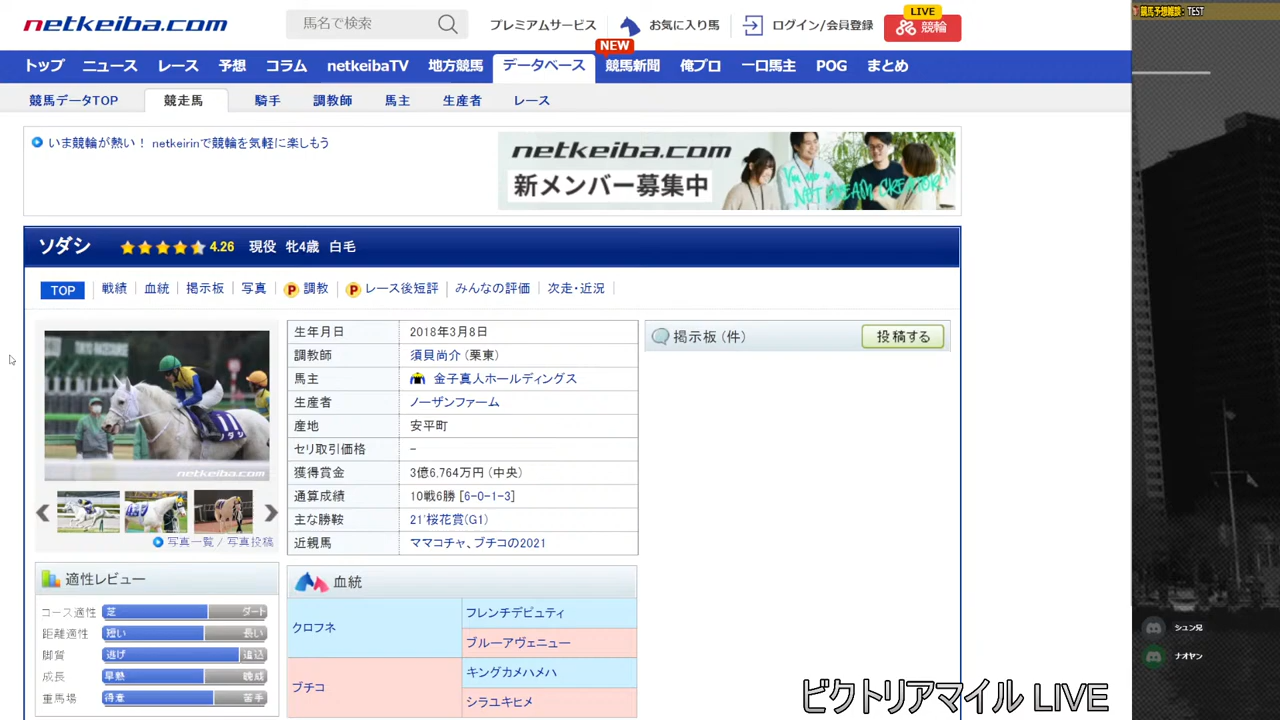 netkeiba.com
馬名で検索
プレミアムサービス
お気に入り馬
ログイン/会員登録
LIVE
競輪
NEW
トップ ニュース レース 予想 コラム netkeibaTV 地方競馬 データベース 競馬新聞 俺プロ 一口馬主 POG まとめ
競馬データTOP 競走馬 騎手 調教師 馬主 生産者 レース
いま競輪が熱い! netkeirinで競輪を気軽に楽しもう
netkeiba.com
新メンバー募集中
ソダシ 4.26 現役 牝4歳 白毛
TOP 戦績 血統 掲示板 写真 P 調教 P レース後短評 みんなの評価 次走・近況
11
ソダシ
netkeiba.com
写真一覧 / 写真投稿
生年月日 2018年3月8日
調教師 須貝尚介 (栗東)
馬主 金子真人ホールディングス
生産者 ノーザンファーム
産地 安平町
セリ取引価格 -
獲得賞金 3億6,764万円 (中央)
通算成績 10戦6勝 [6-0-1-3]
主な勝鞍 21'桜花賞(G1)
近親馬 ママコチャ、ブチコの2021
掲示板 (件)
投稿する
適性レビュー
コース適性 芝 ダート
距離適性 短い 長い
脚質 逃げ 追込
成長 早熟 晩成
重馬場 得意 苦手
血統
クロフネ
フレンチデピュティ
ブルーアヴェニュー
ブチコ
キングカメハメハ
シラユキヒメ
競馬予想雑談: TEST
シュン兄
ナオヤン
ビクトリアマイル LIVE